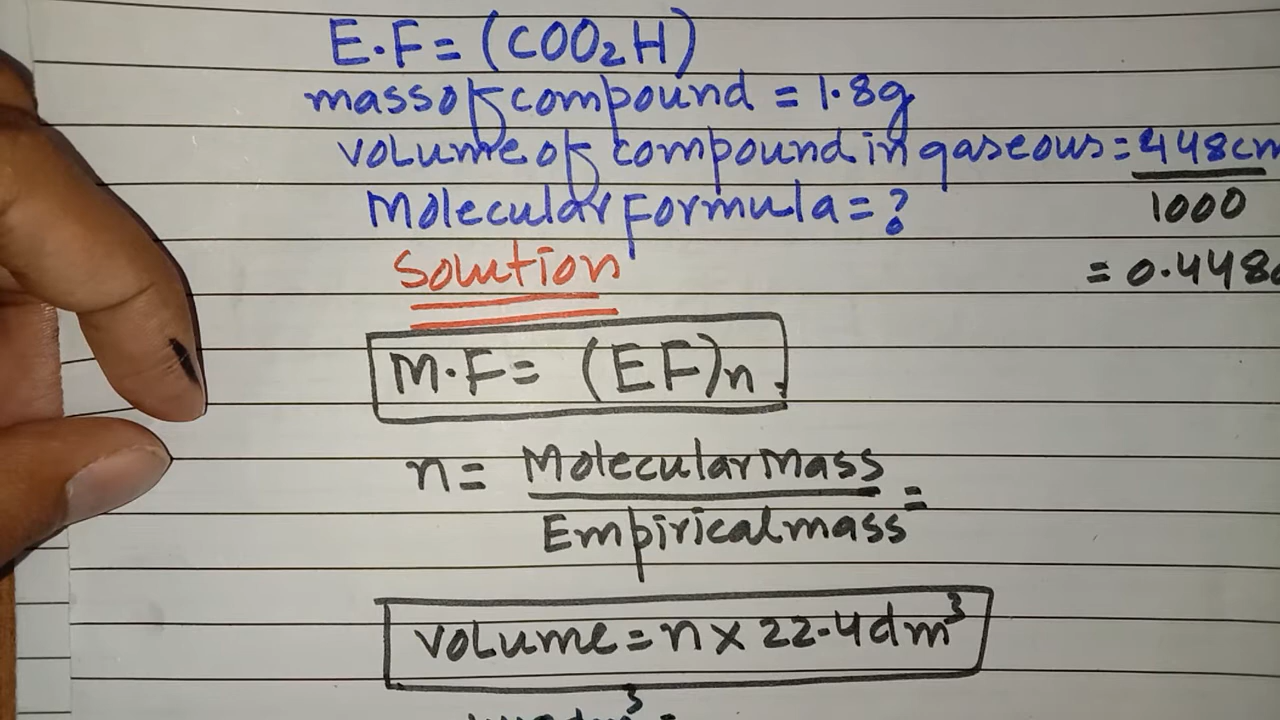 E.F= (COO₂H)
mass of compound = 1.8g
volume of compound in gaseous = 448cm
1000
Molecular Formula = ?
= 0.448
Solution
M.F= (EF)n
n= Molecular Mass
Empirical mass =
volume = n x 22.4dm³